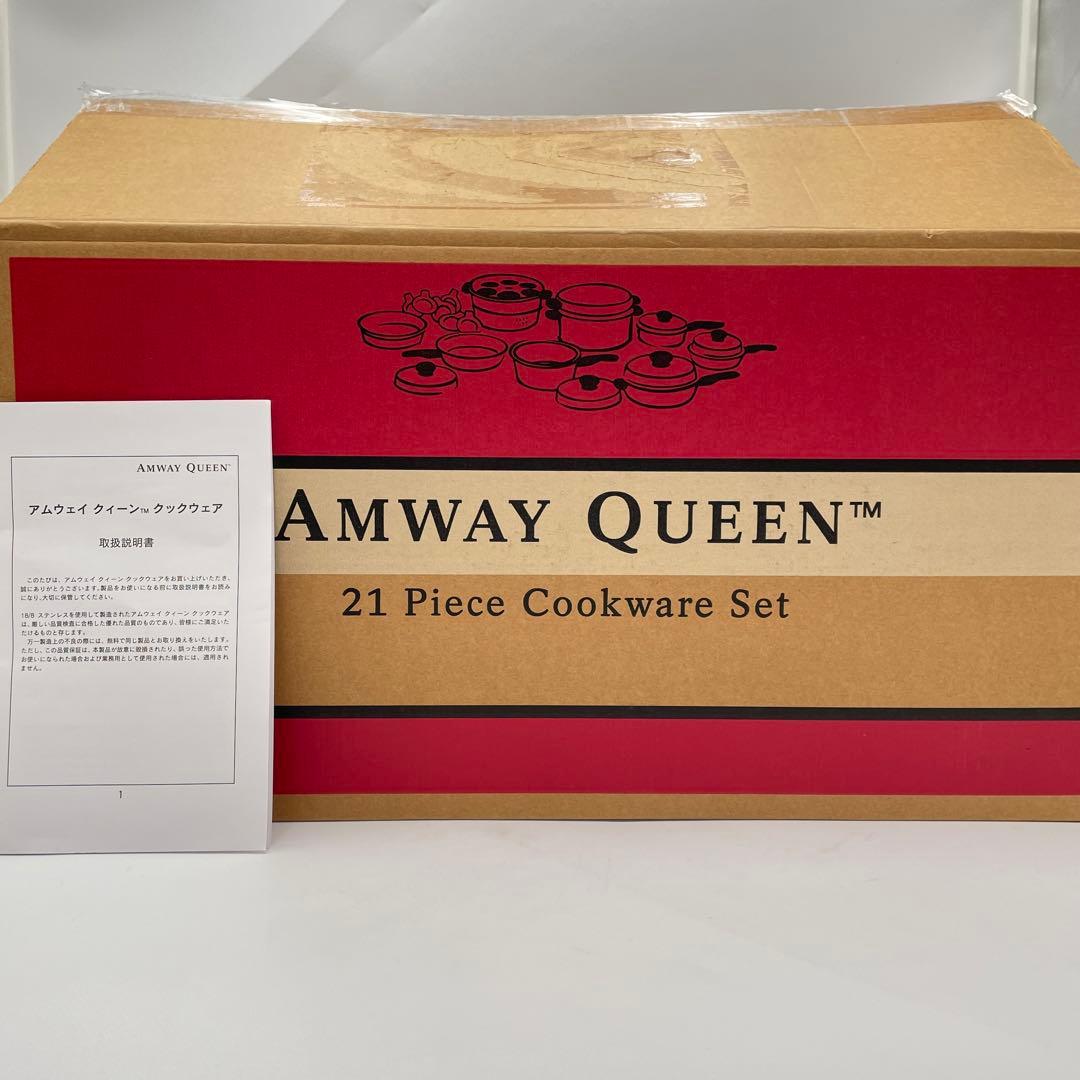 AMWAY QUEEN™
21 Piece Cookware Set
AMWAY QUEEN™
アムウェイ クィーン™ クックウェア
取扱説明書
このたびは、アムウェイ クィーン クックウェアをお買い上げいただき、
誠にありがとうございます。製品をお使いになる前に取扱説明書をお読み
になり、大切に保管してください。
18/8 ステンレスを使用して製造されたアムウェイ クィーン クックウェア
は、厳しい品質検査に合格した優れた品質のものであり、皆様にご満足いた
だけるものと存じます。
万一製造上の不良の際には、無料で同じ製品とお取り換えをいたします。
ただし、この品質保証は、本製品が故意に毀損されたり、誤った使用方法で
お使いになられた場合および業務用として使用された場合には、適用され
ません。
1